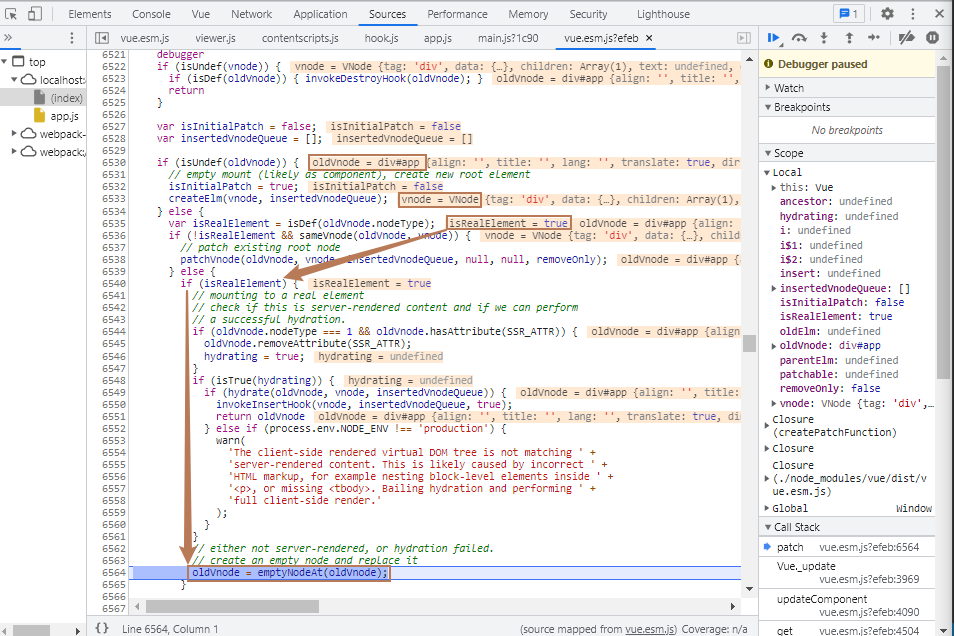 Elements Console Vue Network Application Sources Performance Memory Security Lighthouse 1
» vue.esm.js viewer.js contentscripts.js hook.js app.js main.js?1c90 vue.esm.js?efeb ×
top
localhost:
(index)
app.js
webpack-
webpack:/
6521 debugger
6522 if (isUndef(vnode)) { vnode = VNode {tag: 'div', data: {…}, children: Array(1), text: undefined,
6523 if (isDef(oldVnode)) { invokeDestroyHook(oldVnode); } oldVnode = div#app {align: '', title: '',
6524 return
6525 }
6526
6527 var isInitialPatch = false; isInitialPatch = false
6528 var insertedVnodeQueue = []; insertedVnodeQueue = []
6529
6530 if (isUndef(oldVnode)) { oldVnode = div#app {align: '', title: '', lang: '', translate: true, dir
6531 // empty mount (likely as component), create new root element
6532 isInitialPatch = true; isInitialPatch = false
6533 createElm(vnode, insertedVnodeQueue); vnode = VNode {tag: 'div', data: {…}, children: Array(1),
6534 } else {
6535 var isRealElement = isDef(oldVnode.nodeType); isRealElement = true oldVnode = div#app {align:
6536 if (!isRealElement && sameVnode(oldVnode, vnode)) { vnode = VNode {tag: 'div', data: {…}, child
6537 // patch existing root node
6538 patchVnode(oldVnode, vnode, insertedVnodeQueue, null, null, removeOnly); oldVnode = div#app {
6539 } else {
6540 if (isRealElement) { isRealElement = true
6541 // mounting to a real element
6542 // check if this is server-rendered content and if we can perform
6543 // a successful hydration.
6544 if (oldVnode.nodeType === 1 && oldVnode.hasAttribute(SSR_ATTR)) { oldVnode = div#app {align
6545 oldVnode.removeAttribute(SSR_ATTR);
6546 hydrating = true; hydrating = undefined
6547 }
6548 if (isTrue(hydrating)) { hydrating = undefined
6549 if (hydrate(oldVnode, vnode, insertedVnodeQueue)) { oldVnode = div#app {align: '', title:
6550 invokeInsertHook(vnode, insertedVnodeQueue, true);
6551 return oldVnode oldVnode = div#app {align: '', title: '', lang: '', translate: true, dir
6552 } else if (process.env.NODE_ENV !== 'production') {
6553 warn(
6554 'The client-side rendered virtual DOM tree is not matching ' +
6555 'server-rendered content. This is likely caused by incorrect ' +
6556 'HTML markup, for example nesting block-level elements inside ' +
6557 '<p>, or missing <tbody>. Bailing hydration and performing ' +
6558 'full client-side render.'
6559 );
6560 }
6561 }
6562 // either not server-rendered, or hydration failed.
6563 // create an empty node and replace it
6564 oldVnode = emptyNodeAt(oldVnode);
6565 }
6566
6567
{} Line 6564, Column 1 (source mapped from vue.esm.js) Coverage: n/a
Debugger paused
Watch
Breakpoints
No breakpoints
Scope
Local
this: Vue
ancestor: undefined
hydrating: undefined
i: undefined
i$1: undefined
i$2: undefined
insert: undefined
insertedVnodeQueue: []
isInitialPatch: false
isRealElement: true
oldElm: undefined
oldVnode: div#app
parentElm: undefined
patchable: undefined
removeOnly: false
vnode: VNode {tag: 'div',…
Closure
(createPatchFunction)
Closure
Closure
(./node_modules/vue/dist/v
ue.esm.js)
Global Window
Call Stack
patch vue.esm.js?efeb:6564
Vue._update
vue.esm.js?efeb:3969
updateComponent
vue.esm.js?efeb:4090
get vue.esm.js?efeb:4504